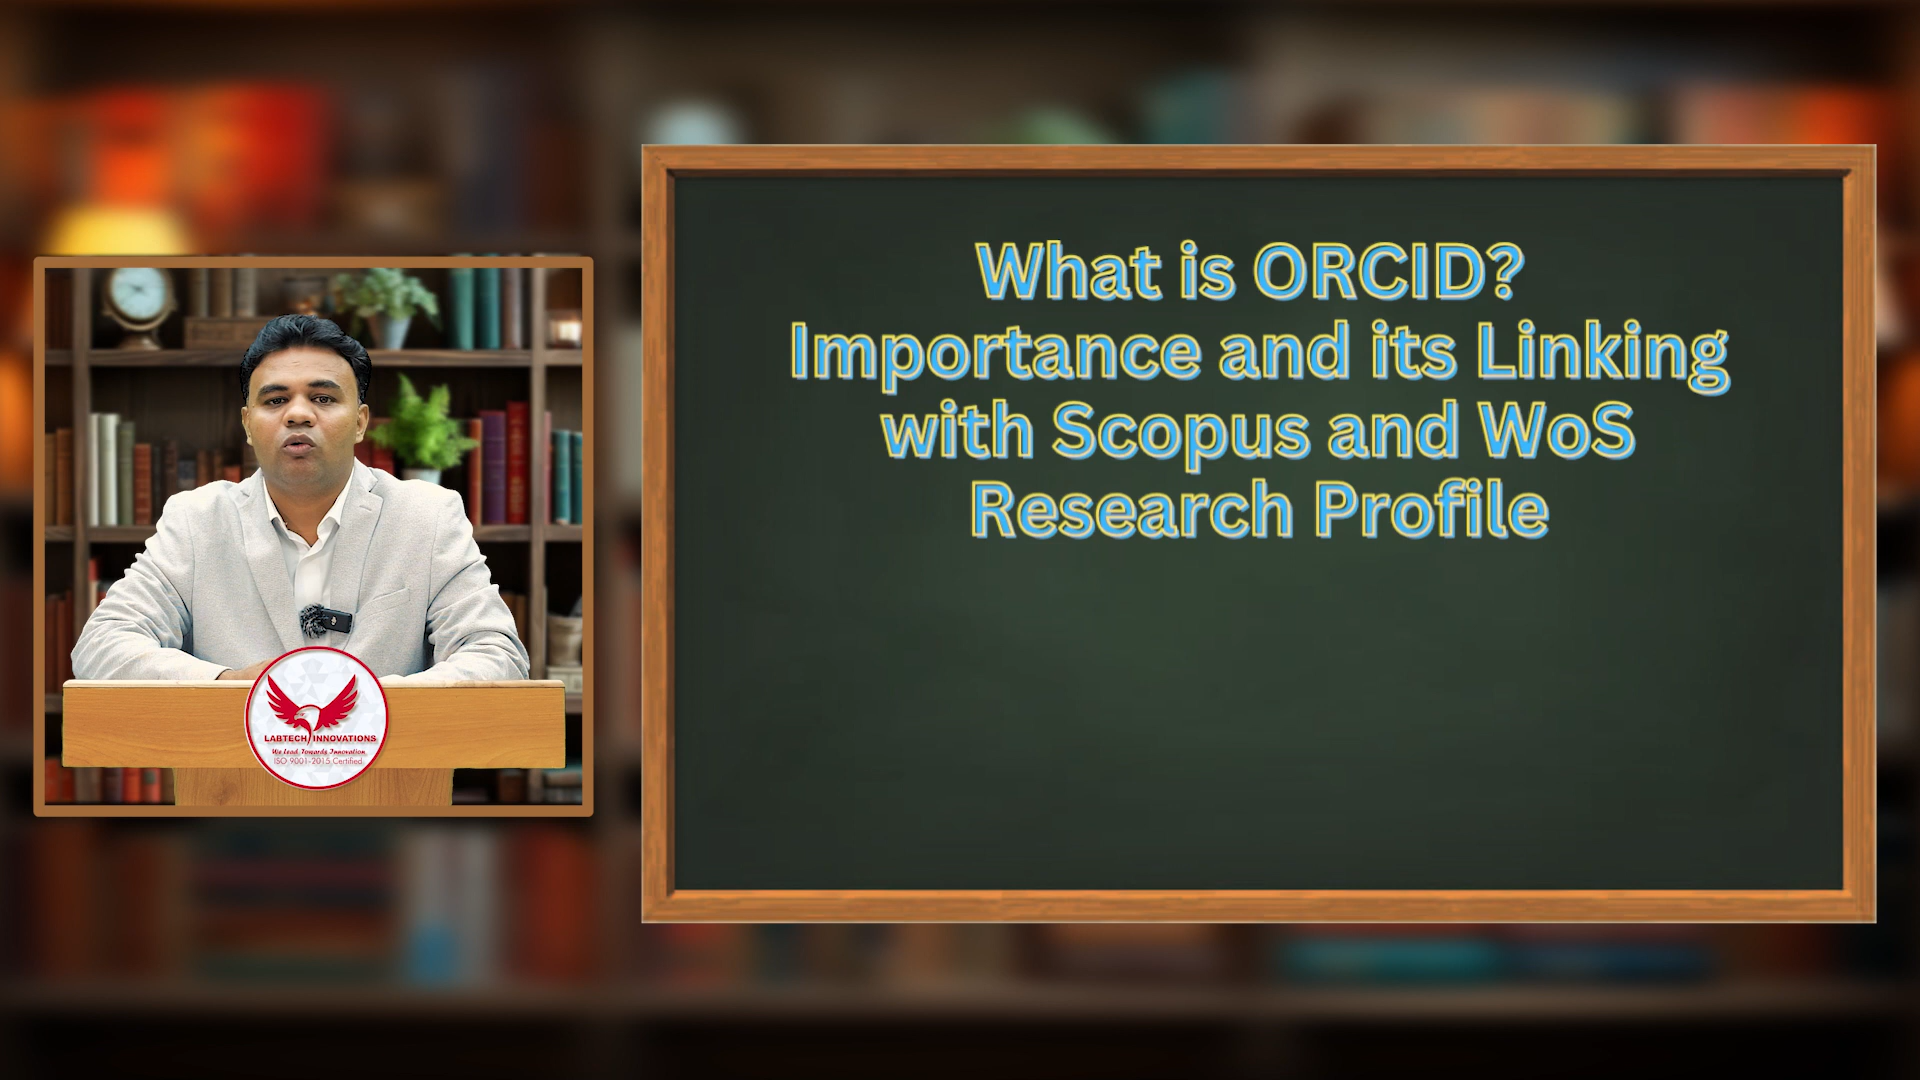 What is ORCID?
Importance and its Linking
with Scopus and WoS
Research Profile
LABTECH INNOVATIONS
We Lead Towards Innovation
ISO 9001-2015 Certified